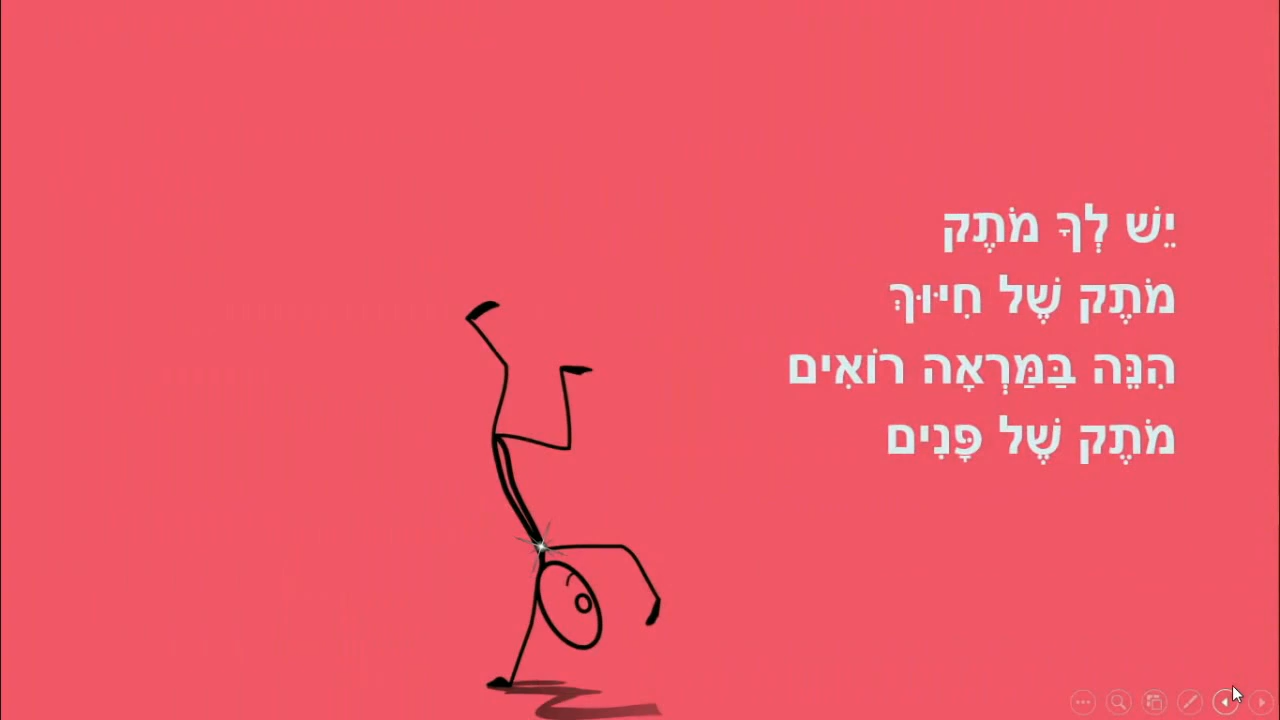 יֵשׁ לְךָ מֹתֶק
מֹתֶק שֶׁל חִיּוּךְ
הִנֵּה בַּמַּרְאָה רוֹאִים
מֹתֶק שֶׁל פָּנִים